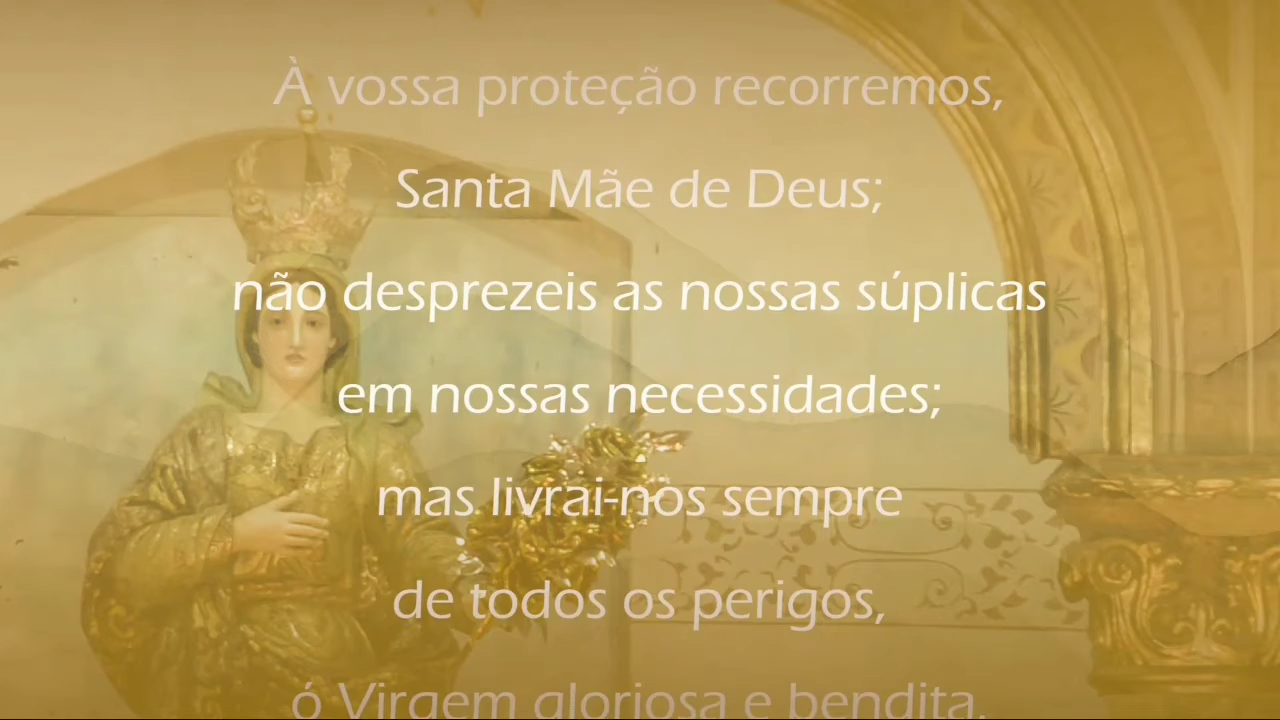 À vossa proteção recorremos,
Santa Mãe de Deus;
não desprezeis as nossas súplicas
em nossas necessidades;
mas livrai-nos sempre
de todos os perigos,
ó Virgem gloriosa e bendita.